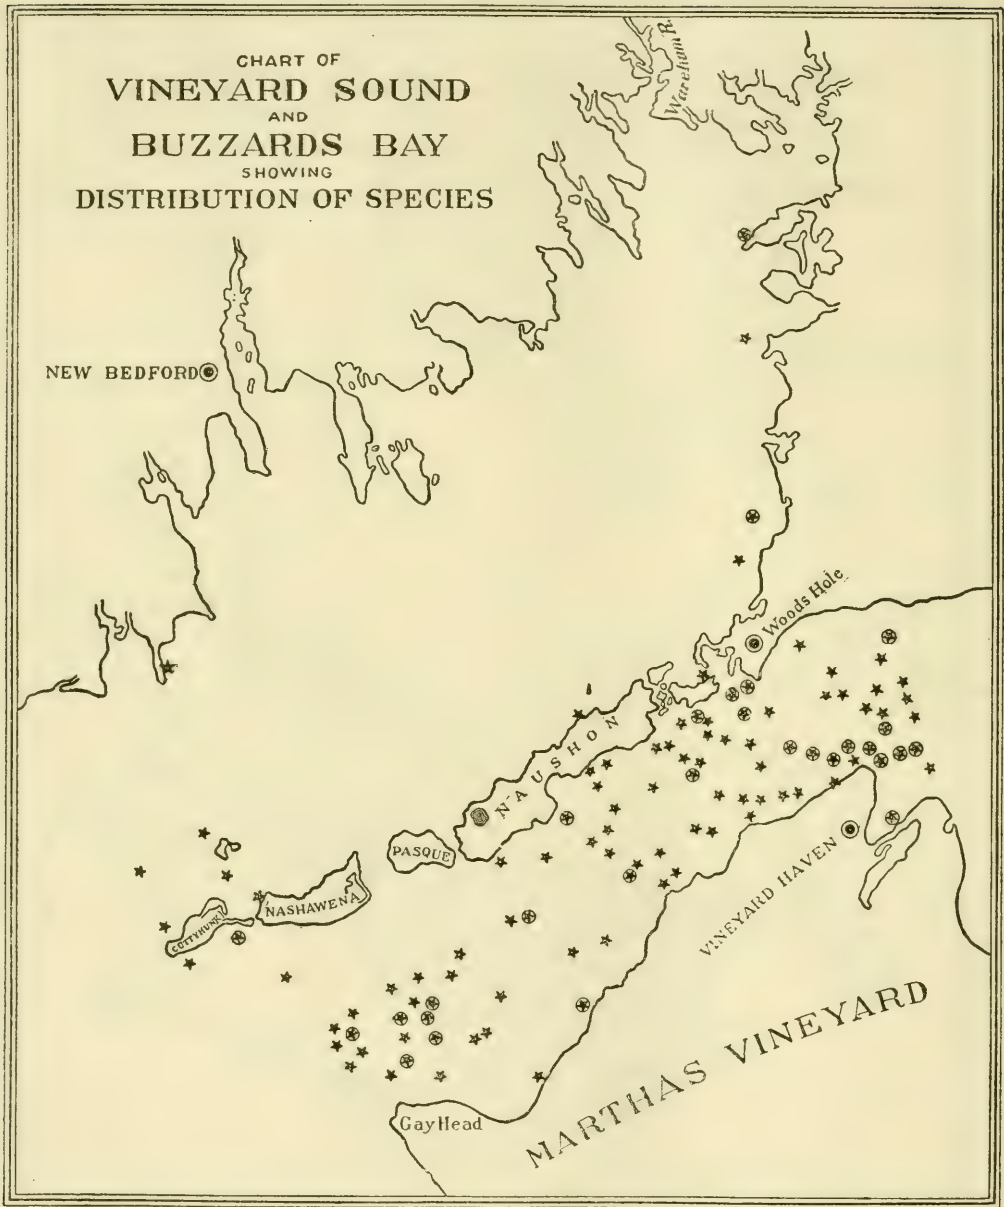 CHART OF
VINEYARD SOUND
AND
BUZZARDS BAY
SHOWING
DISTRIBUTION OF SPECIES
Wareham R.
NEW BEDFORD
Woods Hole
NAUSHON
PASQUE
NASHAWENA
CUTTYHUNK
VINEYARD HAVEN
MARTHAS VINEYARD
Gay Head